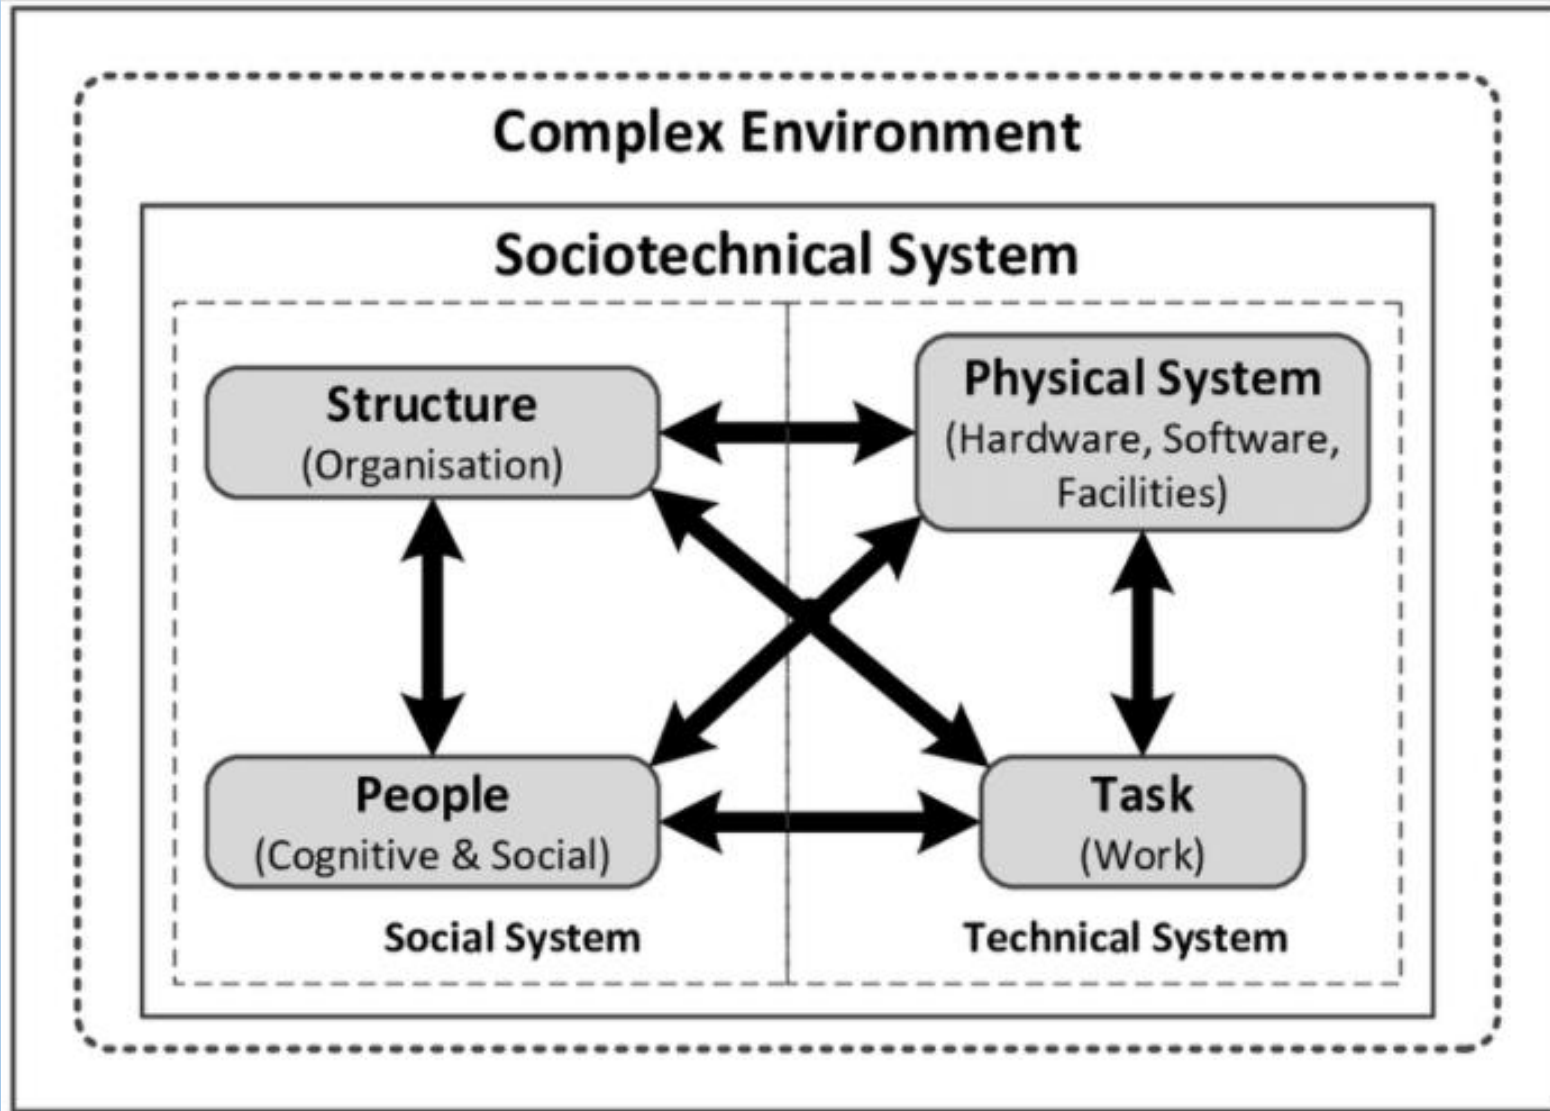 Complex Environment
Sociotechnical System
Structure
(Organisation)
Physical System
(Hardware, Software,
Facilities)
People
(Cognitive & Social)
Task
(Work)
Social System
Technical System